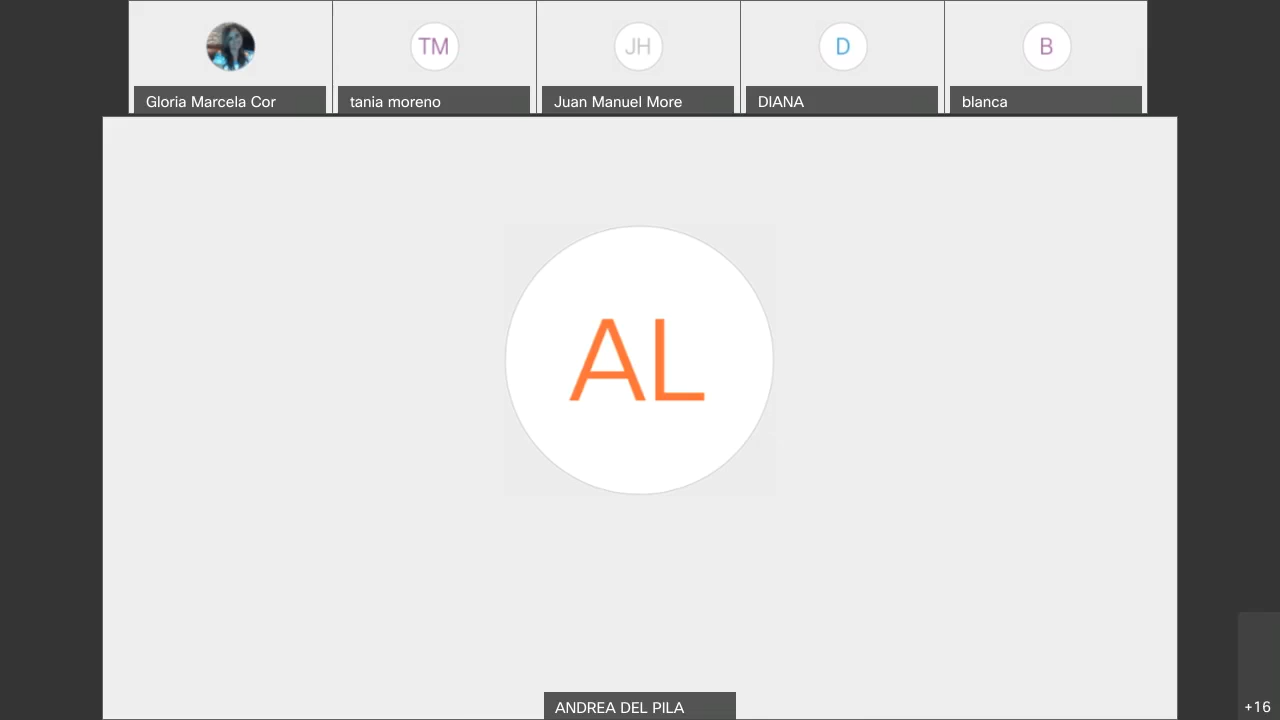 TM
JH
D
B
Gloria Marcela Cor
tania moreno
Juan Manuel More
DIANA
blanca
AL
ANDREA DEL PILA
+16